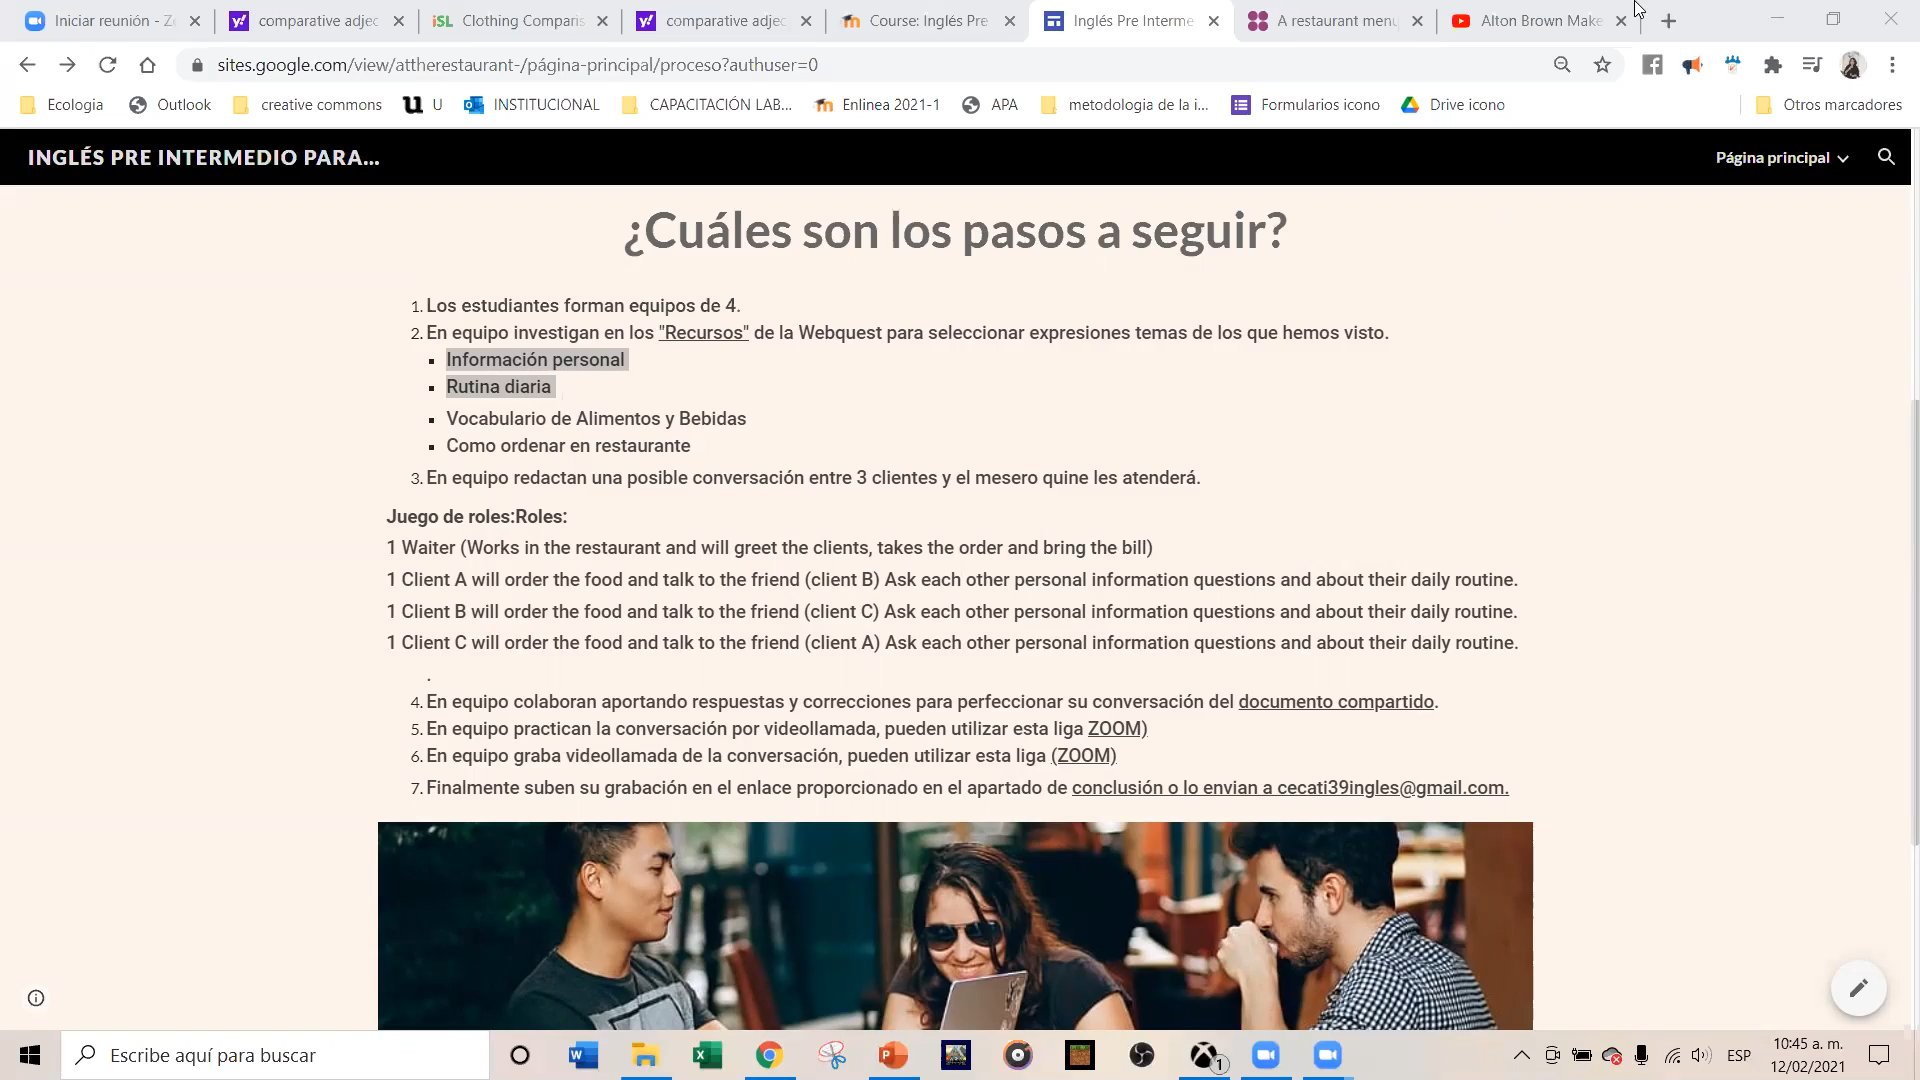 Iniciar reunión - Z
comparative adjec
Clothing Comparis
comparative adjec
Course: Inglés Pre
Inglés Pre Interme
A restaurant menu
Alton Brown Make
sites.google.com/view/attherestaurant-/página-principal/proceso?authuser=0
Ecologia
Outlook
creative commons
U
INSTITUCIONAL
CAPACITACIÓN LAB...
Enlinea 2021-1
APA
metodologia de la i...
Formularios icono
Drive icono
Otros marcadores
INGLÉS PRE INTERMEDIO PARA...
Página principal
¿Cuáles son los pasos a seguir?
1. Los estudiantes forman equipos de 4.
2. En equipo investigan en los "Recursos" de la Webquest para seleccionar expresiones temas de los que hemos visto.
▪ Información personal
▪ Rutina diaria
▪ Vocabulario de Alimentos y Bebidas
▪ Como ordenar en restaurante
3. En equipo redactan una posible conversación entre 3 clientes y el mesero quine les atenderá.
Juego de roles:Roles:
1 Waiter (Works in the restaurant and will greet the clients, takes the order and bring the bill)
1 Client A will order the food and talk to the friend (client B) Ask each other personal information questions and about their daily routine.
1 Client B will order the food and talk to the friend (client C) Ask each other personal information questions and about their daily routine.
1 Client C will order the food and talk to the friend (client A) Ask each other personal information questions and about their daily routine.
.
4. En equipo colaboran aportando respuestas y correcciones para perfeccionar su conversación del documento compartido.
5. En equipo practican la conversación por videollamada, pueden utilizar esta liga ZOOM)
6. En equipo graba videollamada de la conversación, pueden utilizar esta liga (ZOOM)
7. Finalmente suben su grabación en el enlace proporcionado en el apartado de conclusión o lo envian a cecati39ingles@gmail.com.
Escribe aquí para buscar
1
ESP
10:45 a. m.
12/02/2021